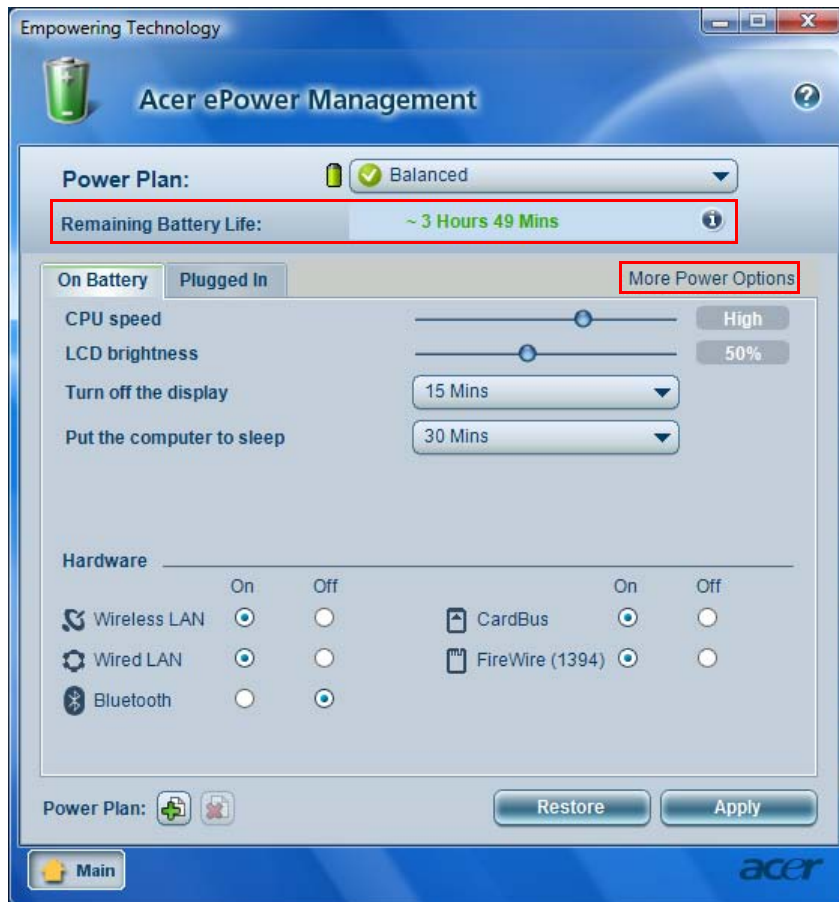 Empowering Technology
Acer ePower Management
Power Plan: Balanced
Remaining Battery Life: ~ 3 Hours 49 Mins
On Battery Plugged In More Power Options
CPU speed High
LCD brightness 50%
Turn off the display 15 Mins
Put the computer to sleep 30 Mins
Hardware
On Off On Off
Wireless LAN CardBus
Wired LAN FireWire (1394)
Bluetooth
Power Plan: Restore Apply
Main acer